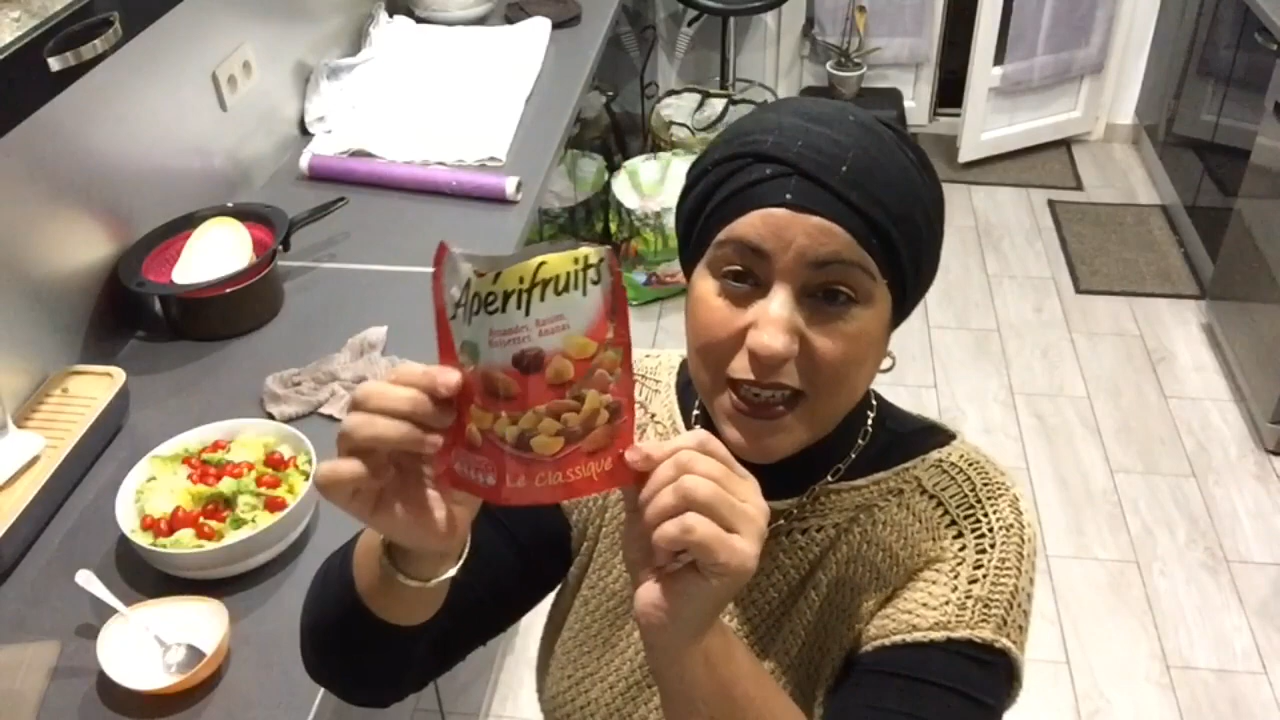 Apérifruits
Amandes, Raisins,
Noisettes, Ananas
Le Classique